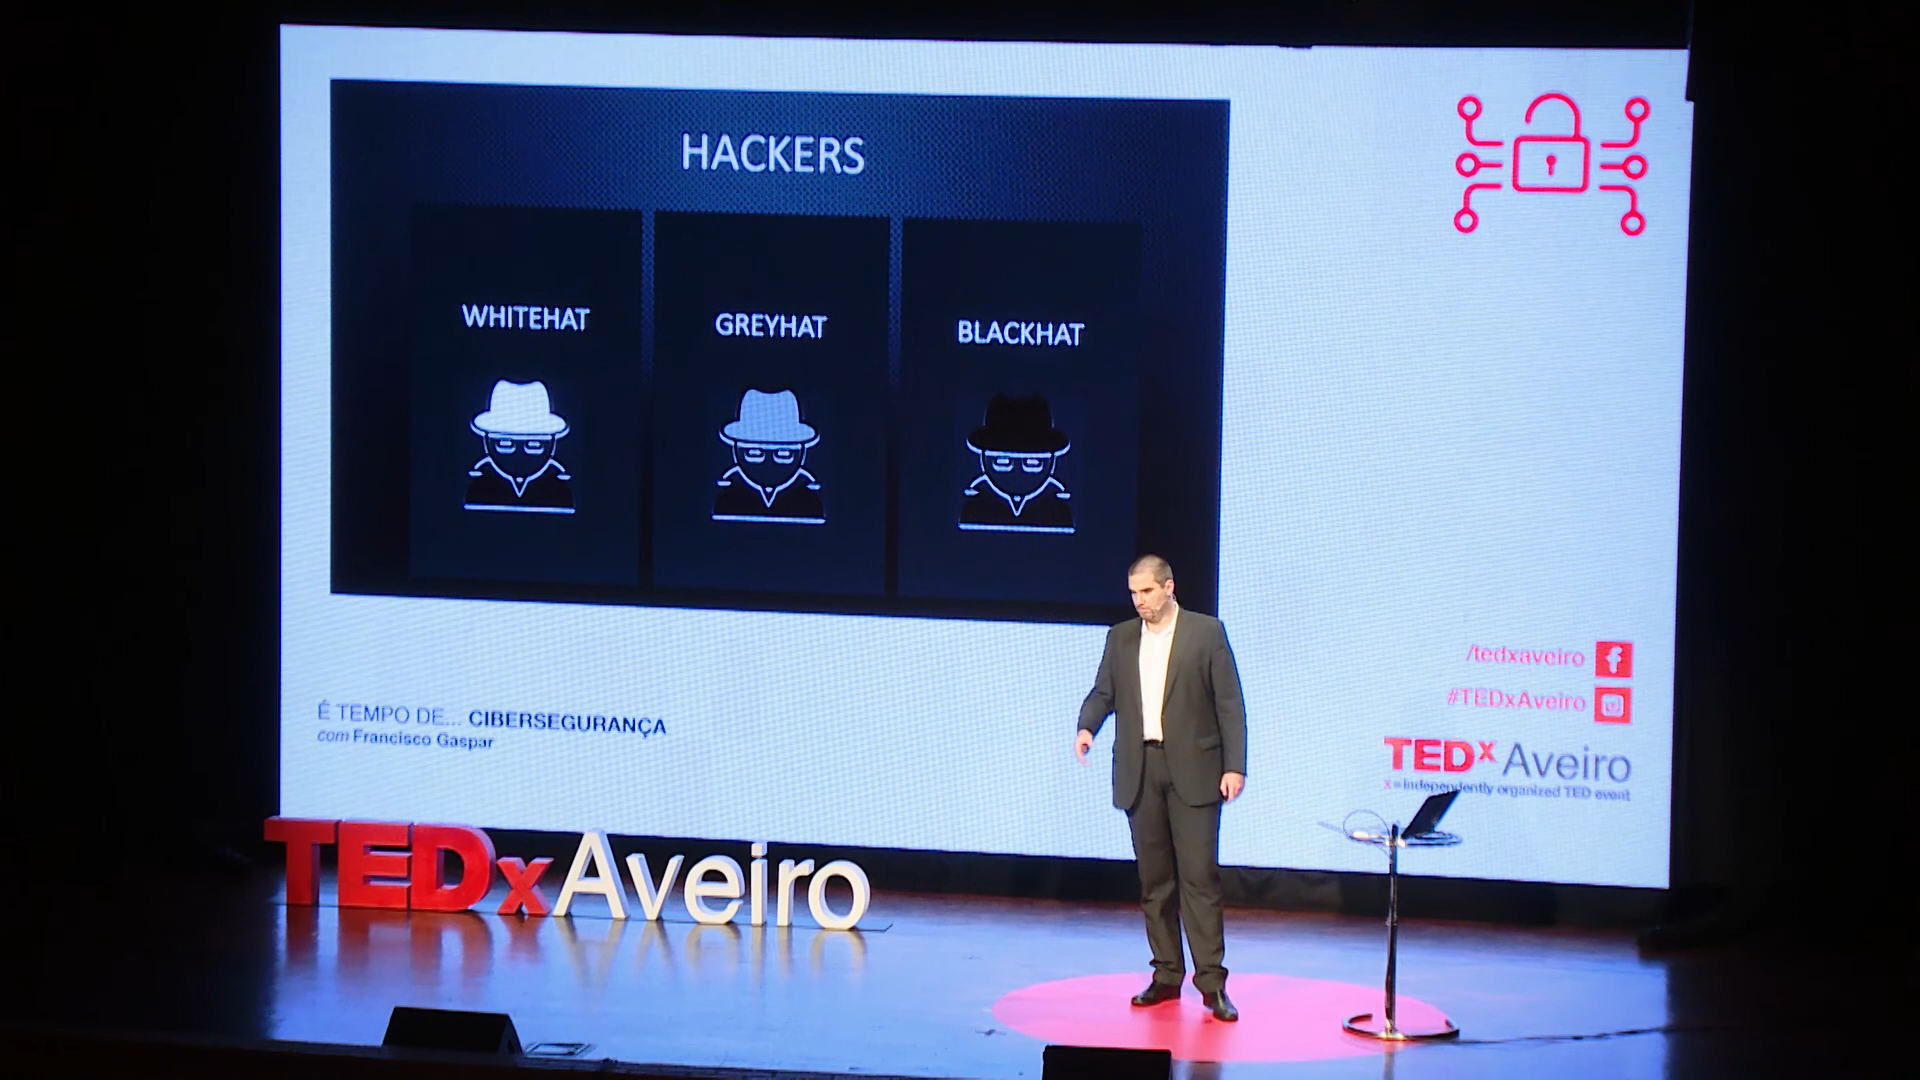 HACKERS
WHITEHAT
GREYHAT
BLACKHAT
/tedxaveiro
#TEDxAveiro
É TEMPO DE... CIBERSEGURANÇA
com Francisco Gaspar
TEDx Aveiro
x = independently organized TED event
TEDxAveiro